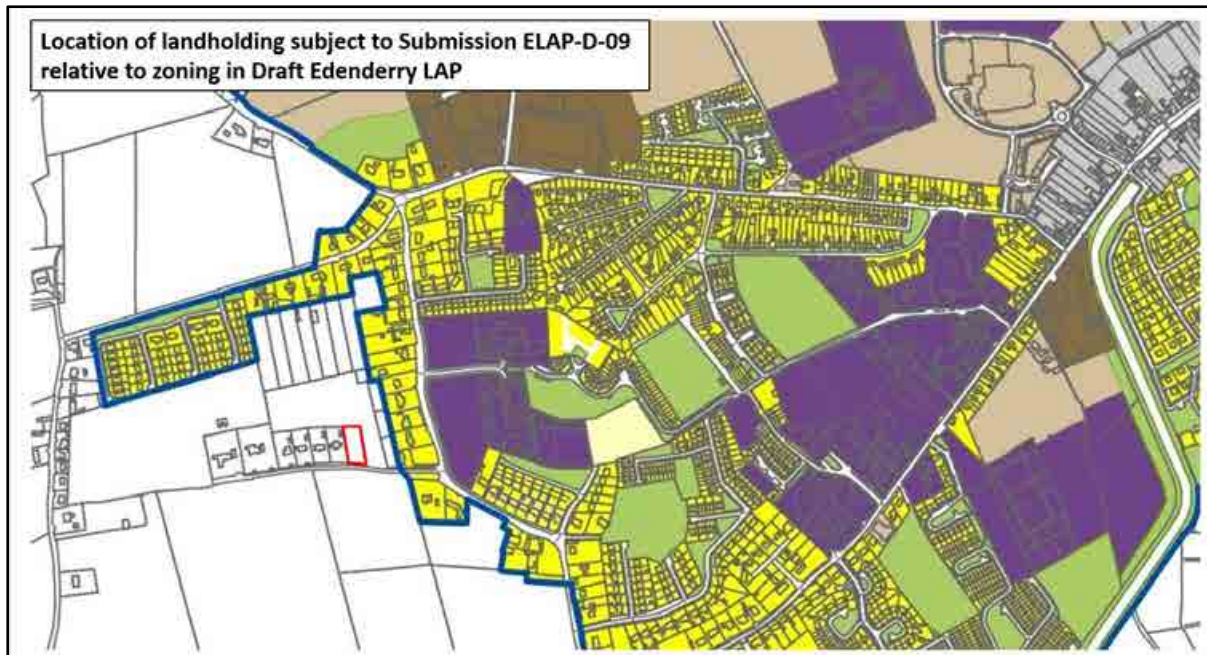 Location of landholding subject to Submission ELAP-D-09
relative to zoning in Draft Edenderry LAP